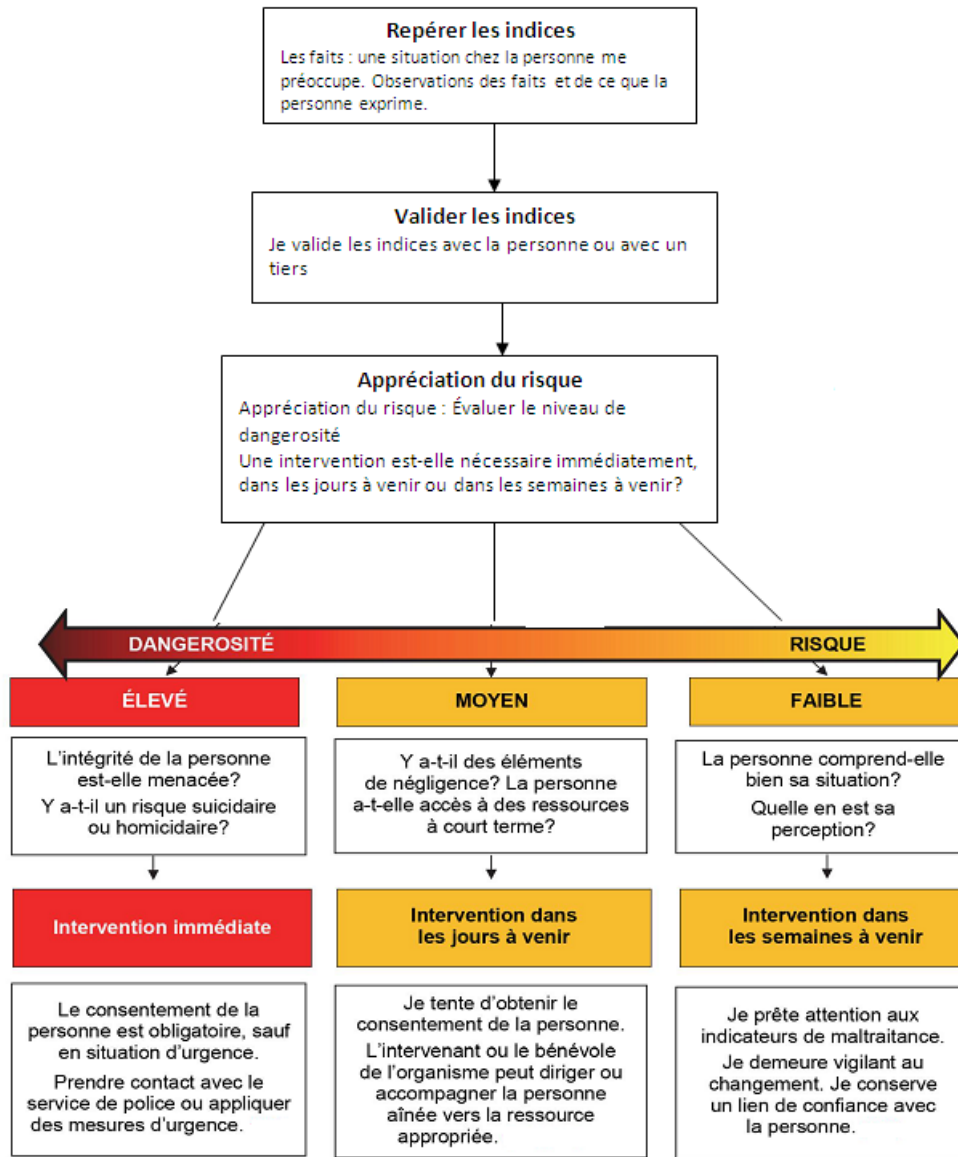 Repérer les indices
Les faits : une situation chez la personne me
préoccupe. Observations des faits et de ce que la
personne exprime.
Valider les indices
Je valide les indices avec la personne ou avec un
tiers
Appréciation du risque
Appréciation du risque : Évaluer le niveau de
dangerosité
Une intervention est-elle nécessaire immédiatement,
dans les jours à venir ou dans les semaines à venir?
DANGEROSITÉ
RISQUE
ÉLEVÉ
L'intégrité de la personne
est-elle menacée?
Y a-t-il un risque suicidaire
ou homicidaire?
Intervention immédiate
Le consentement de la
personne est obligatoire, sauf
en situation d'urgence.
Prendre contact avec le
service de police ou appliquer
des mesures d'urgence.
MOYEN
Y a-t-il des éléments
de négligence? La personne
a-t-elle accès à des ressources
à court terme?
Intervention dans
les jours à venir
Je tente d'obtenir le
consentement de la personne.
L'intervenant ou le bénévole
de l'organisme peut diriger ou
accompagner la personne
aînée vers la ressource
appropriée.
FAIBLE
La personne comprend-elle
bien sa situation?
Quelle en est sa
perception?
Intervention dans
les semaines à venir
Je prête attention aux
indicateurs de maltraitance.
Je demeure vigilant au
changement. Je conserve
un lien de confiance avec
la personne.